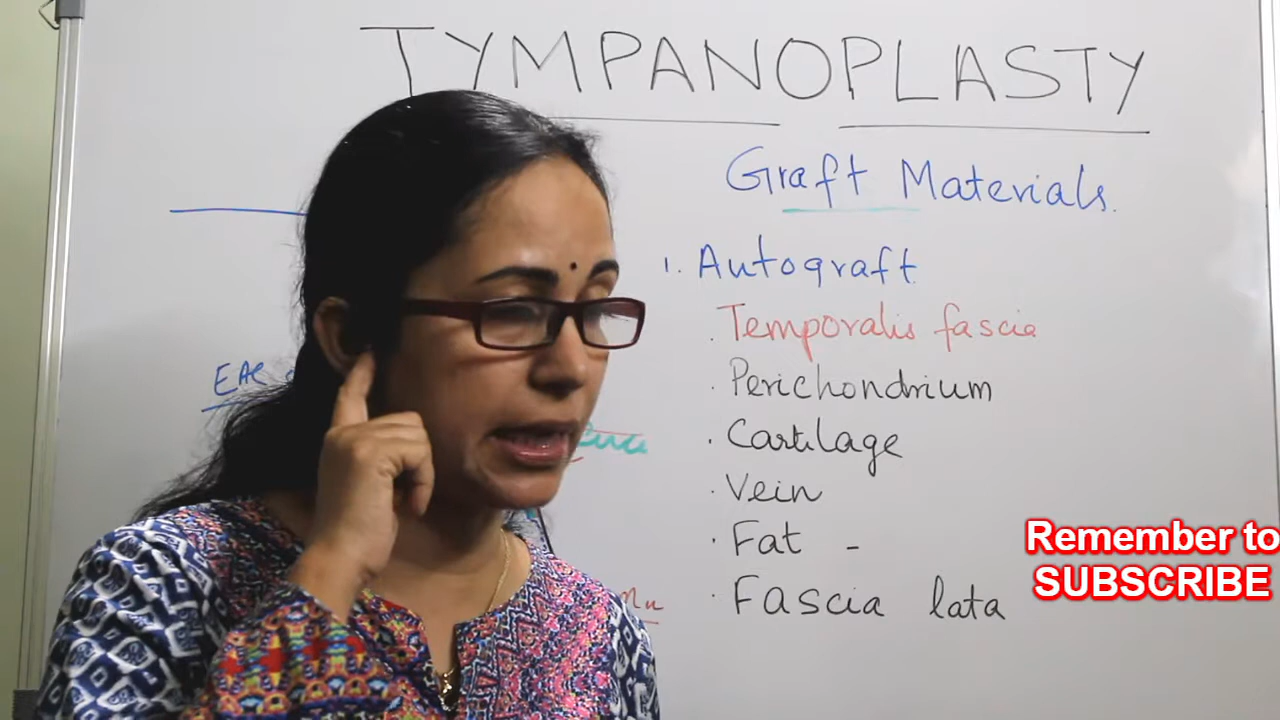 TYMPANOPLASTY
Graft Materials.
1. Autograft
. Temporalis fascia
. Perichondrium
EAC
. Cartilage
. Vein
. Fat -
Remember to
SUBSCRIBE
. Fascia lata